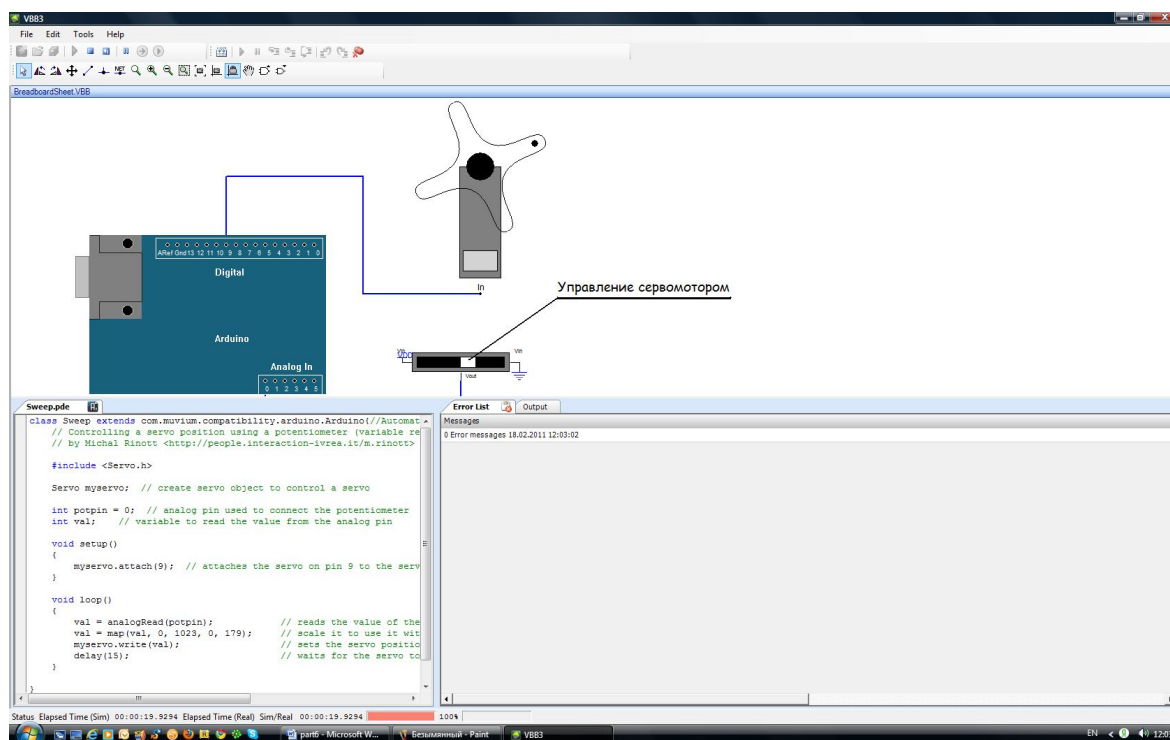 VBB3
File Edit Tools Help
BreadboardSheet.VBB
ARef Gnd 13 12 11 10 9 8 7 6 5 4 3 2 1 0
Digital
Arduino
Analog In
0 1 2 3 4 5
In
Управление сервомотором
VDD
Vin
Vout
Sweep.pde
class Sweep extends com.muvium.compatibility.arduino.Arduino{//Automat
// Controlling a servo position using a potentiometer (variable re
// by Michal Rinott <http://people.interaction-ivrea.it/m.rinott>
#include <Servo.h>
Servo myservo; // create servo object to control a servo
int potpin = 0; // analog pin used to connect the potentiometer
int val; // variable to read the value from the analog pin
void setup()
{
myservo.attach(9); // attaches the servo on pin 9 to the serv
}
void loop()
{
val = analogRead(potpin); // reads the value of the
val = map(val, 0, 1023, 0, 179); // scale it to use it wit
myservo.write(val); // sets the servo positio
delay(15); // waits for the servo to
}
}
Error List Output
Messages
0 Error messages 18.02.2011 12:03:02
Status Elapsed Time (Sim) 00:00:19.9294 Elapsed Time (Real) Sim/Real 00:00:19.9294 100%
part6 - Microsoft W... Безымянный - Paint VBB3
EN